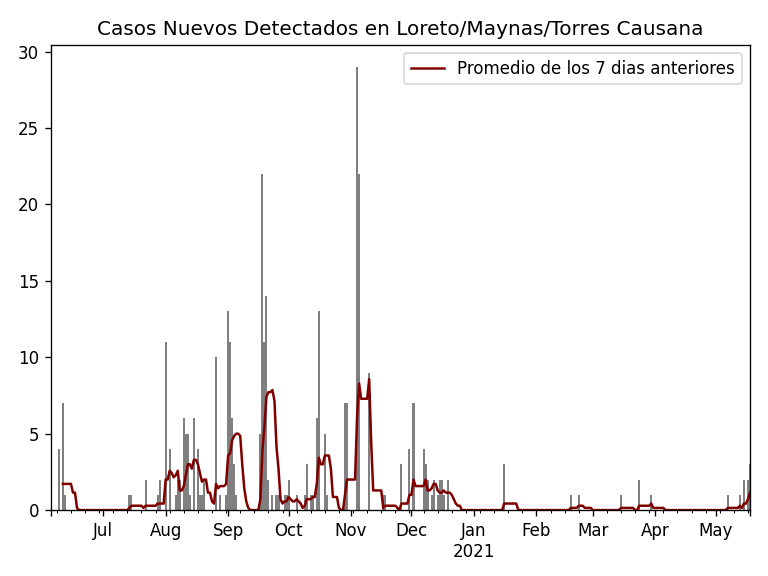 Casos Nuevos Detectados en Loreto/Maynas/Torres Causana
Promedio de los 7 dias anteriores
30
25
20
15
10
5
0
Jul Aug Sep Oct Nov Dec Jan Feb Mar Apr May
2021